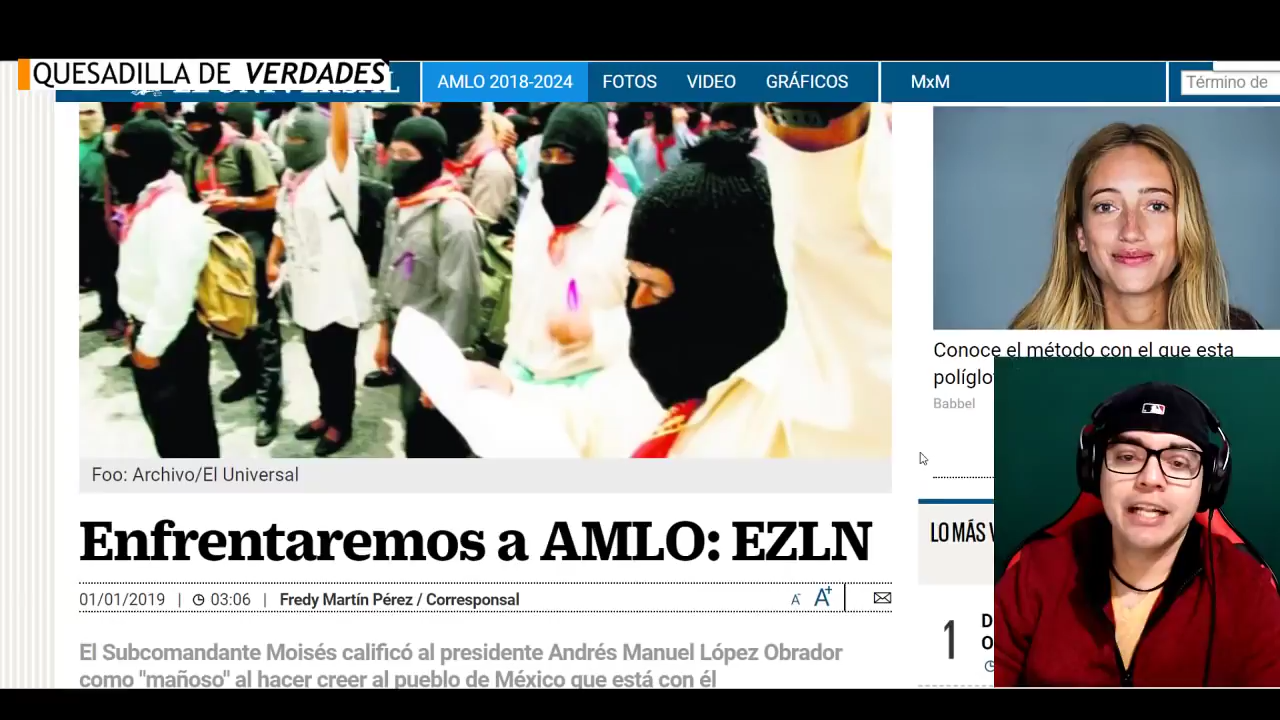 QUESADILLA DE VERDADES
AMLO 2018-2024 FOTOS VIDEO GRÁFICOS MxM
Término de
Foo: Archivo/El Universal
Enfrentaremos a AMLO: EZLN
01/01/2019 | 03:06 | Fredy Martín Pérez / Corresponsal A- A+
El Subcomandante Moisés calificó al presidente Andrés Manuel López Obrador
como "mañoso" al hacer creer al pueblo de México que está con él
Conoce el método con el que esta
Babbel
LO MÁS
1